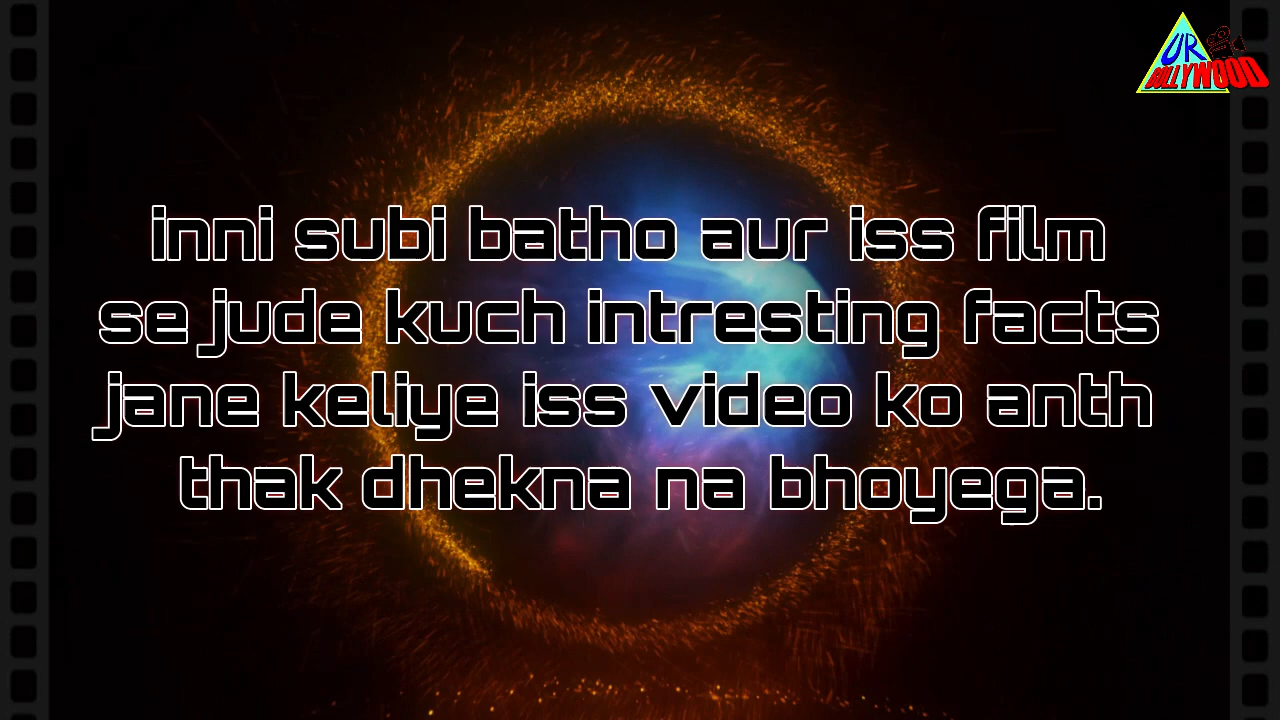 UR
BOLLYWOOD
inni subi batho aur iss film
se jude kuch intresting facts
jane keliye iss video ko anth
thak dhekna na bhoyega.